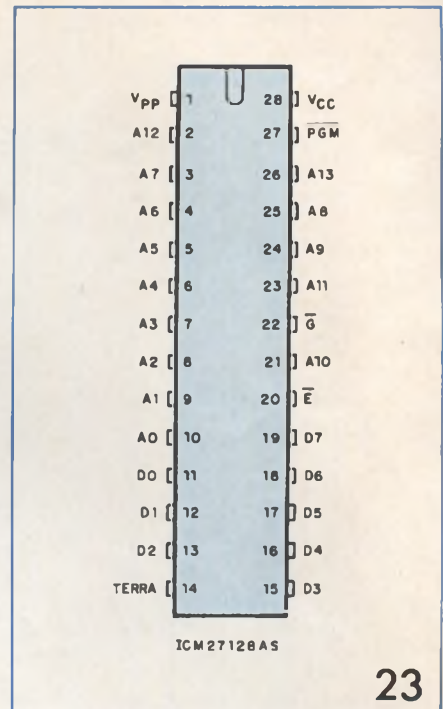 VPP 1 28 VCC
A12 2 27 PGM
A7 3 26 A13
A6 4 25 A8
A5 5 24 A9
A4 6 23 A11
A3 7 22 G
A2 8 21 A10
A1 9 20 E
A0 10 19 D7
D0 11 18 D6
D1 12 17 D5
D2 13 16 D4
TERRA 14 15 D3
ICM27128AS
23